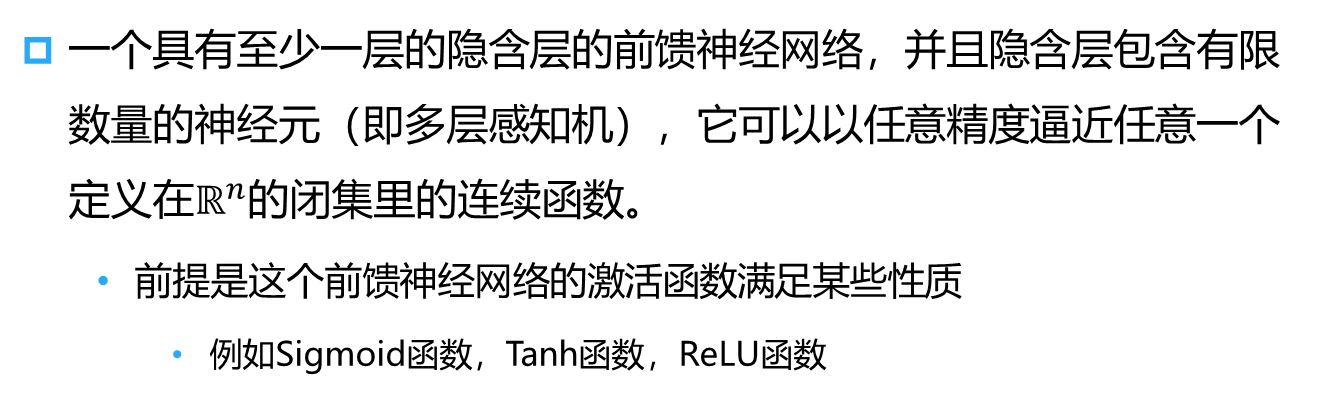 一个具有至少一层的隐含层的前馈神经网络，并且隐含层包含有限
数量的神经元（即多层感知机），它可以以任意精度逼近任意一个
定义在ℝⁿ的闭集里的连续函数。
前提是这个前馈神经网络的激活函数满足某些性质
例如Sigmoid函数，Tanh函数，ReLU函数